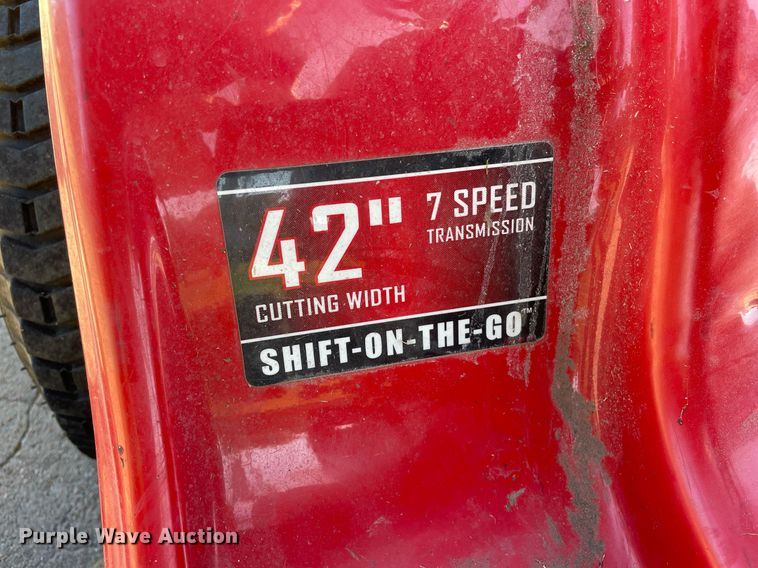 42" 7 SPEED
TRANSMISSION
CUTTING WIDTH
SHIFT-ON-THE-GO™
Purple Wave Auction